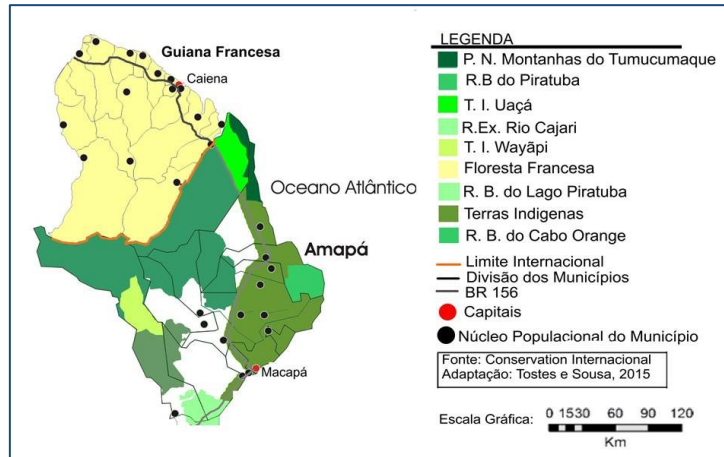 Guiana Francesa
Caiena
Oceano Atlântico
Amapá
Macapá
LEGENDA
P. N. Montanhas do Tumucumaque
R.B do Piratuba
T. I. Uaçá
R.Ex. Rio Cajari
T. I. Wayãpi
Floresta Francesa
R. B. do Lago Piratuba
Terras Indigenas
R. B. do Cabo Orange
Limite Internacional
Divisão dos Municípios
BR 156
Capitais
Núcleo Populacional do Município
Fonte: Conservation Internacional
Adaptação: Tostes e Sousa, 2015
Escala Gráfica: 0 1530 60 90 120
Km